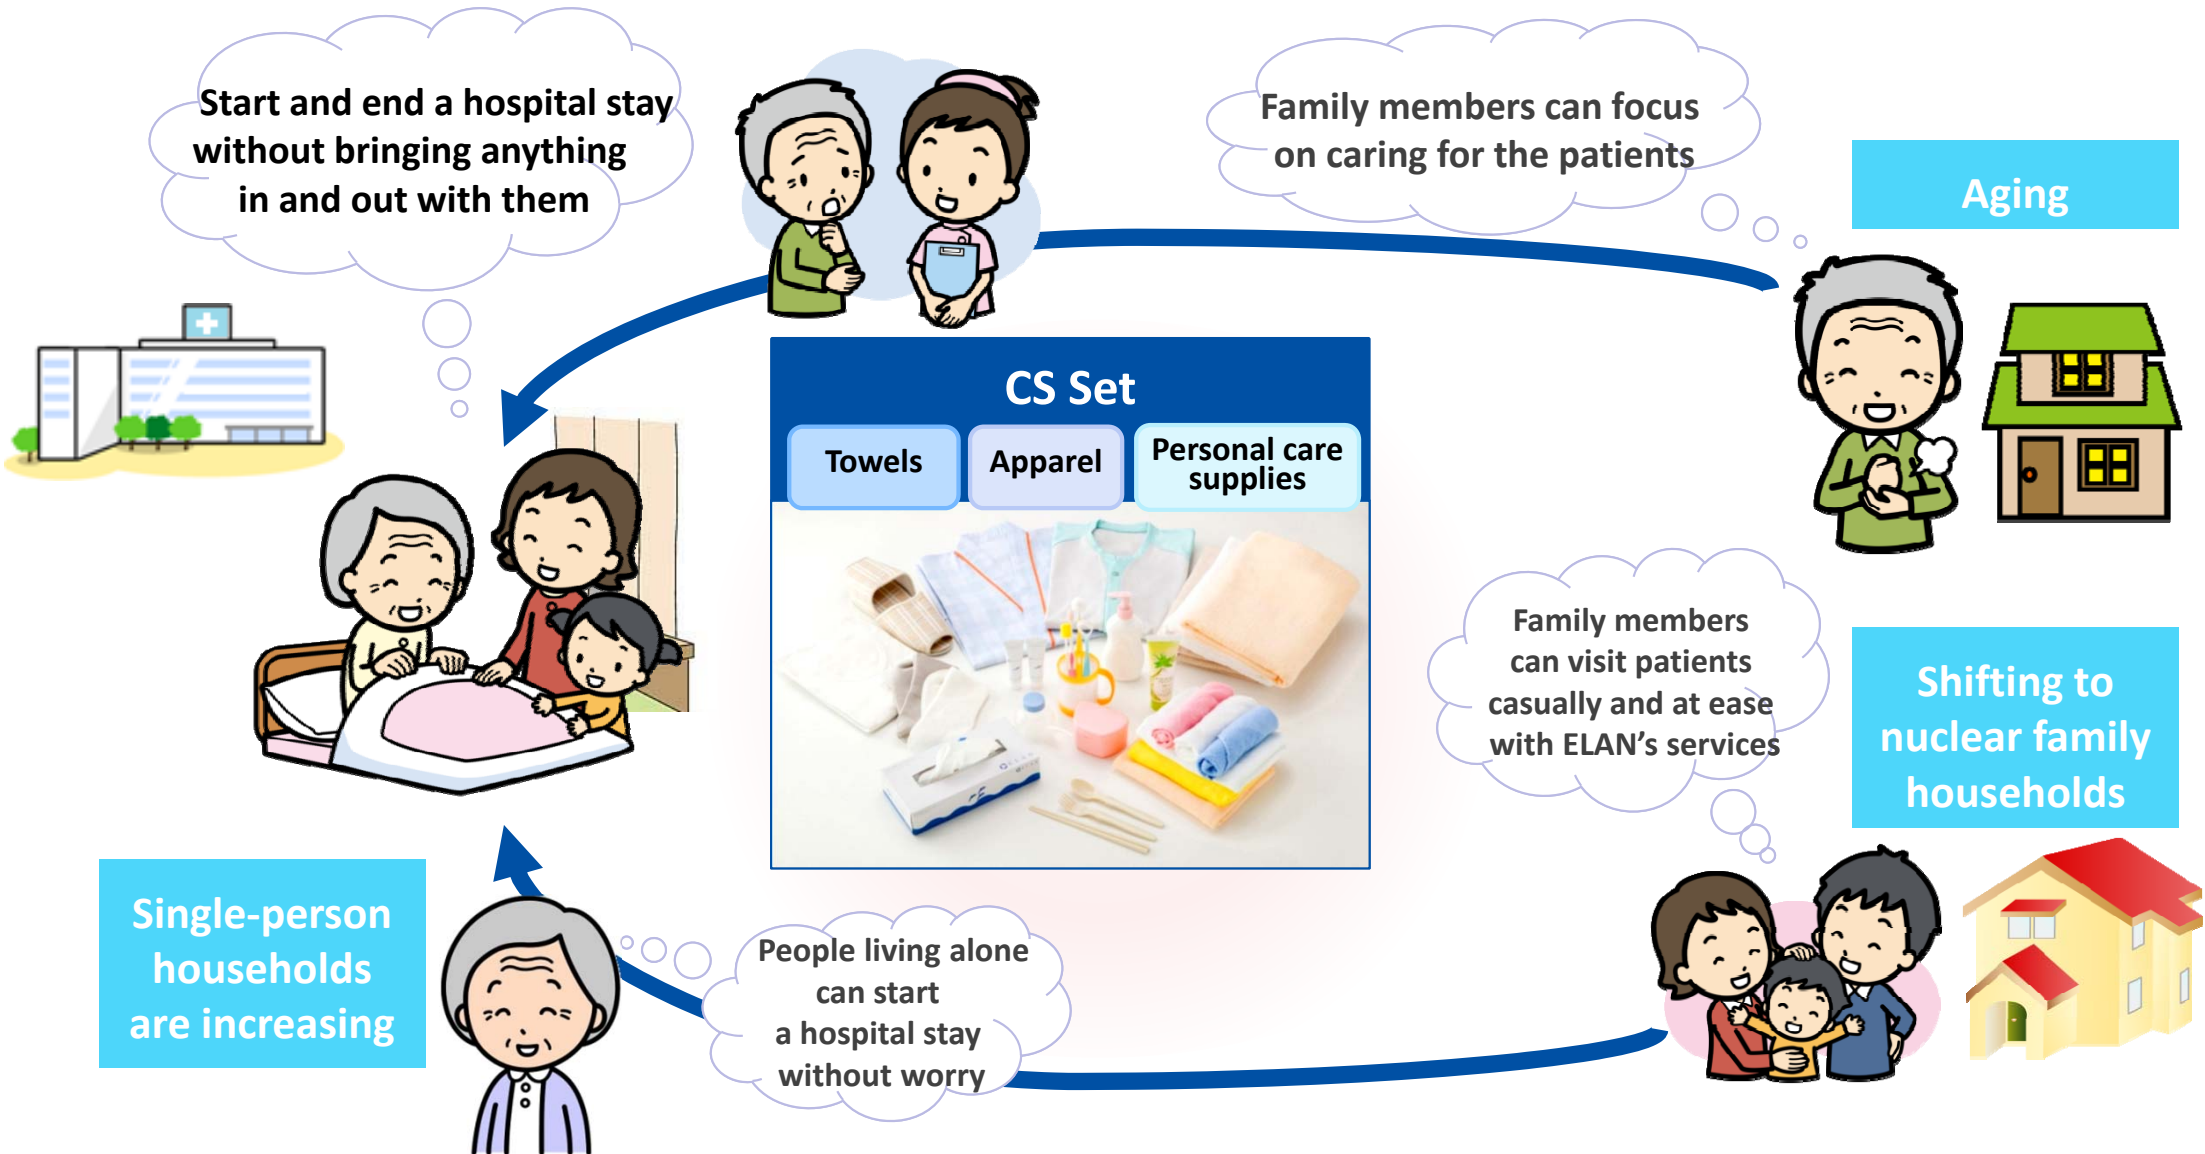 Start and end a hospital stay
without bringing anything
in and out with them
Family members can focus
on caring for the patients
Aging
CS Set
Towels
Apparel
Personal care
supplies
Family members
can visit patients
casually and at ease
with ELAN’s services
Shifting to
nuclear family
households
Single-person
households
are increasing
People living alone
can start
a hospital stay
without worry